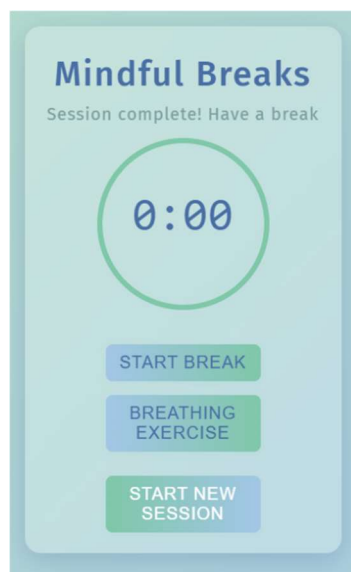 Mindful Breaks
Session complete! Have a break
0:00
START BREAK
BREATHING
EXERCISE
START NEW
SESSION